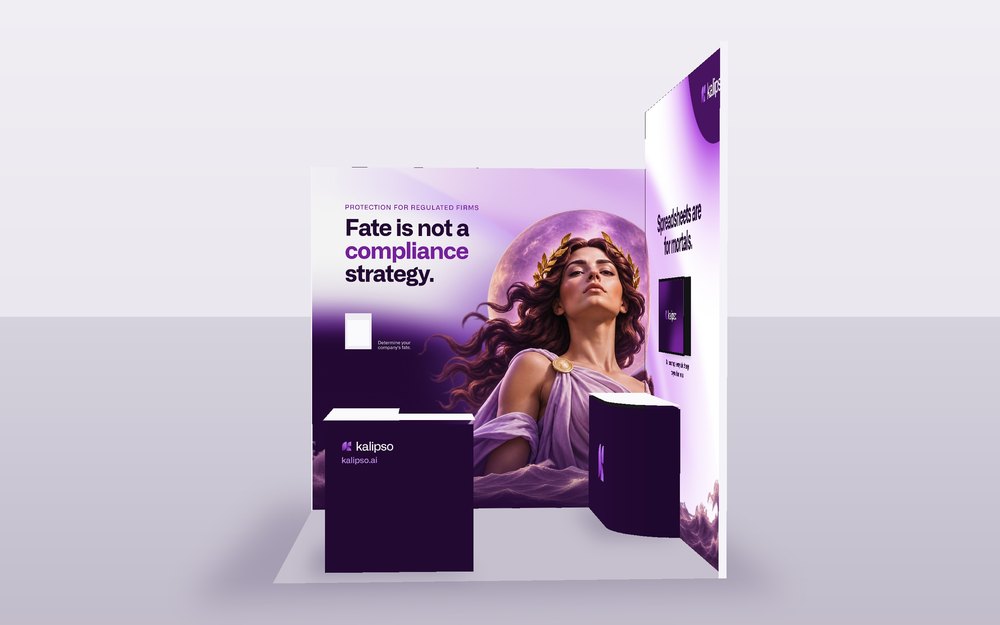 PROTECTION FOR REGULATED FIRMS
Fate is not a
compliance
strategy.
Determine your
company's fate.
kalipso
kalipso.ai
kalips
Spreadsheets are
for mortals.
kalipso